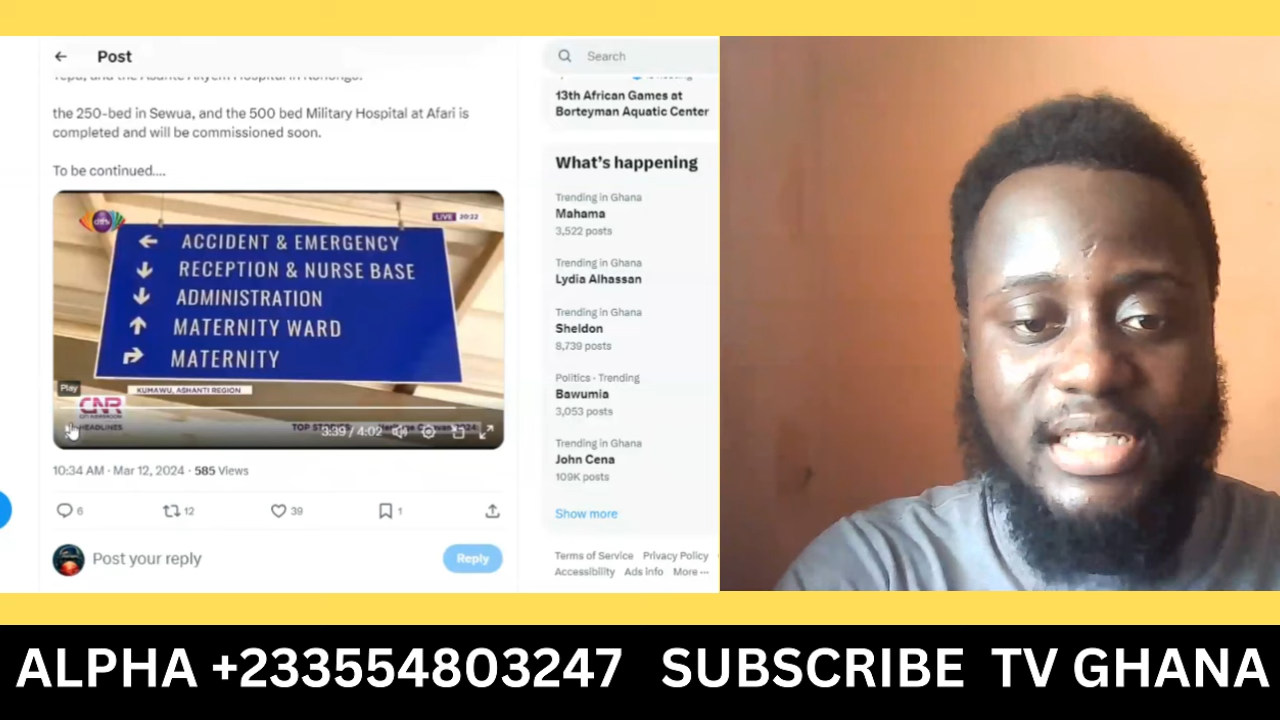 Post
Search
the 250-bed in Sewua, and the 500 bed Military Hospital at Afari is
completed and will be commissioned soon.
To be continued....
LIVE 20:22
ACCIDENT & EMERGENCY
RECEPTION & NURSE BASE
ADMINISTRATION
MATERNITY WARD
MATERNITY
Play
KUMAWU, ASHANTI REGION
CNR
HEADLINES
3:39 / 4:02
10:34 AM · Mar 12, 2024 · 585 Views
6
12
39
1
Post your reply
Reply
13th African Games at
Borteyman Aquatic Center
What's happening
Trending in Ghana
Mahama
3,522 posts
Trending in Ghana
Lydia Alhassan
Trending in Ghana
Sheldon
8,739 posts
Politics · Trending
Bawumia
3,053 posts
Trending in Ghana
John Cena
109K posts
Show more
Terms of Service Privacy Policy
Accessibility Ads info More ···
ALPHA +233554803247 SUBSCRIBE TV GHANA